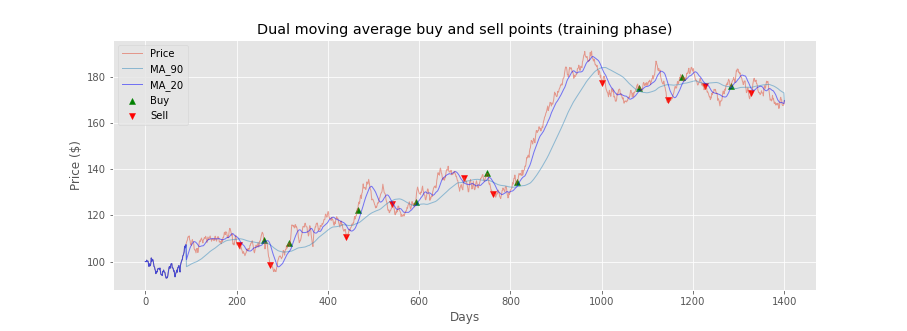 Dual moving average buy and sell points (training phase)
Price
MA_90
MA_20
Buy
Sell
Price ($)
180
160
140
120
100
0 200 400 600 800 1000 1200 1400
Days